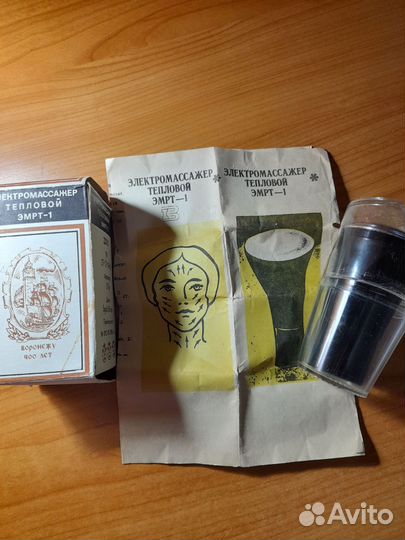 ЭЛЕКТРОМАССАЖЕР
ТЕПЛОВОЙ
ЭМРТ-1
ВОРОНЕЖУ
400 ЛЕТ
ЭЛЕКТРОМАССАЖЕР
ТЕПЛОВОЙ
ЭМРТ—1
ЭЛЕКТРОМАССАЖЕР
ТЕПЛОВОЙ
ЭМРТ—1
Avito